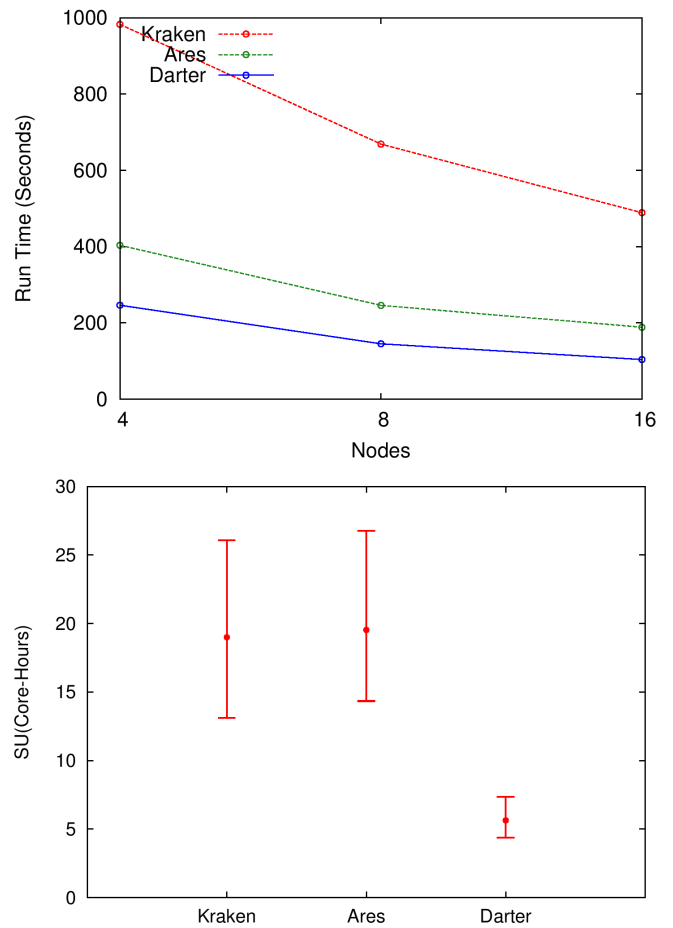 1000
800
600
400
200
0
Run Time (Seconds)
Kraken
Ares
Darter
4 8 16
Nodes
30
25
20
15
10
5
0
SU(Core-Hours)
Kraken Ares Darter